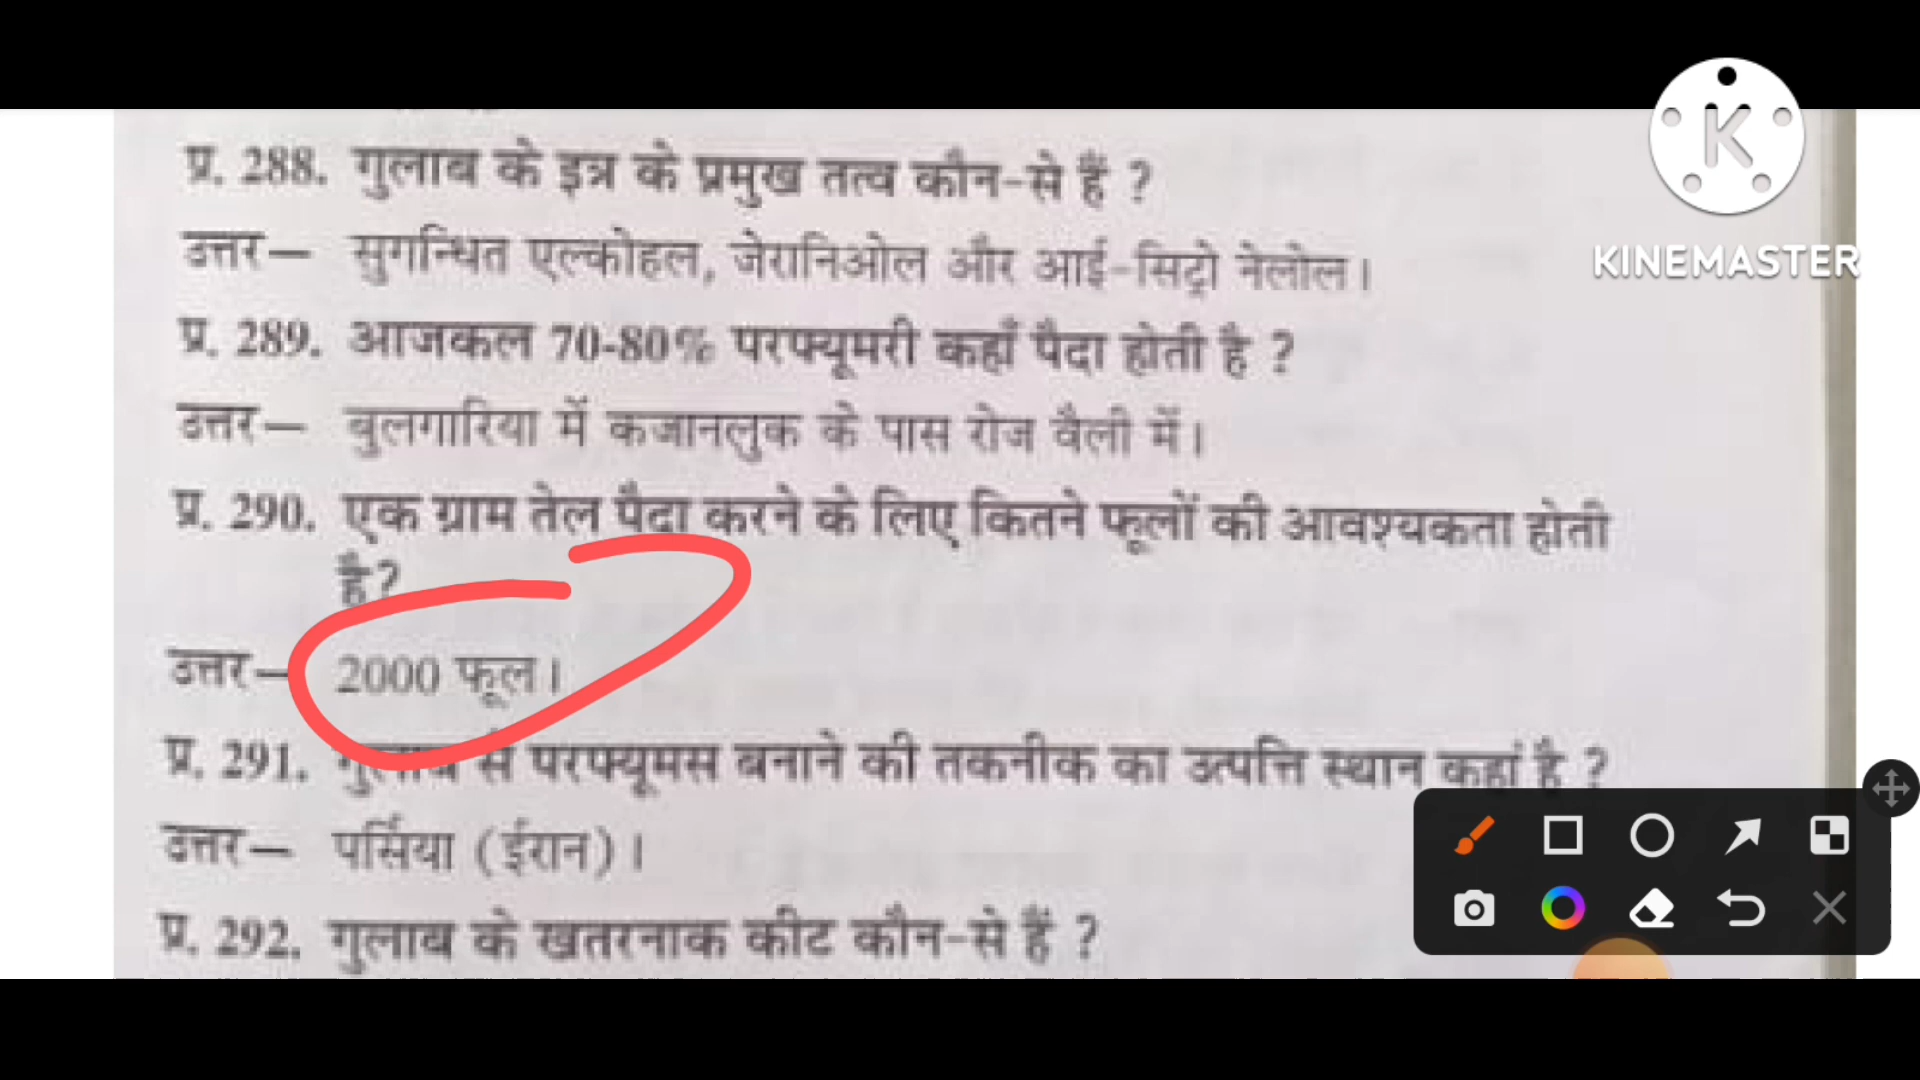 प्र. 288. गुलाब के इत्र के प्रमुख तत्व कौन-से हैं ?
उत्तर— सुगन्धित एल्कोहल, जेरानिओल और आई-सिट्रो नेलोल।
प्र. 289. आजकल 70-80% परफ्यूमरी कहाँ पैदा होती है ?
उत्तर— बुलगारिया में कजानलुक के पास रोज वैली में।
प्र. 290. एक ग्राम तेल पैदा करने के लिए कितने फूलों की आवश्यकता होती
है?
उत्तर— 2000 फूल।
प्र. 291. गुलाब से परफ्यूमस बनाने की तकनीक का उत्पत्ति स्थान कहां है ?
उत्तर— पर्सिया (ईरान)।
प्र. 292. गुलाब के खतरनाक कीट कौन-से हैं ?
K
KINEMASTER